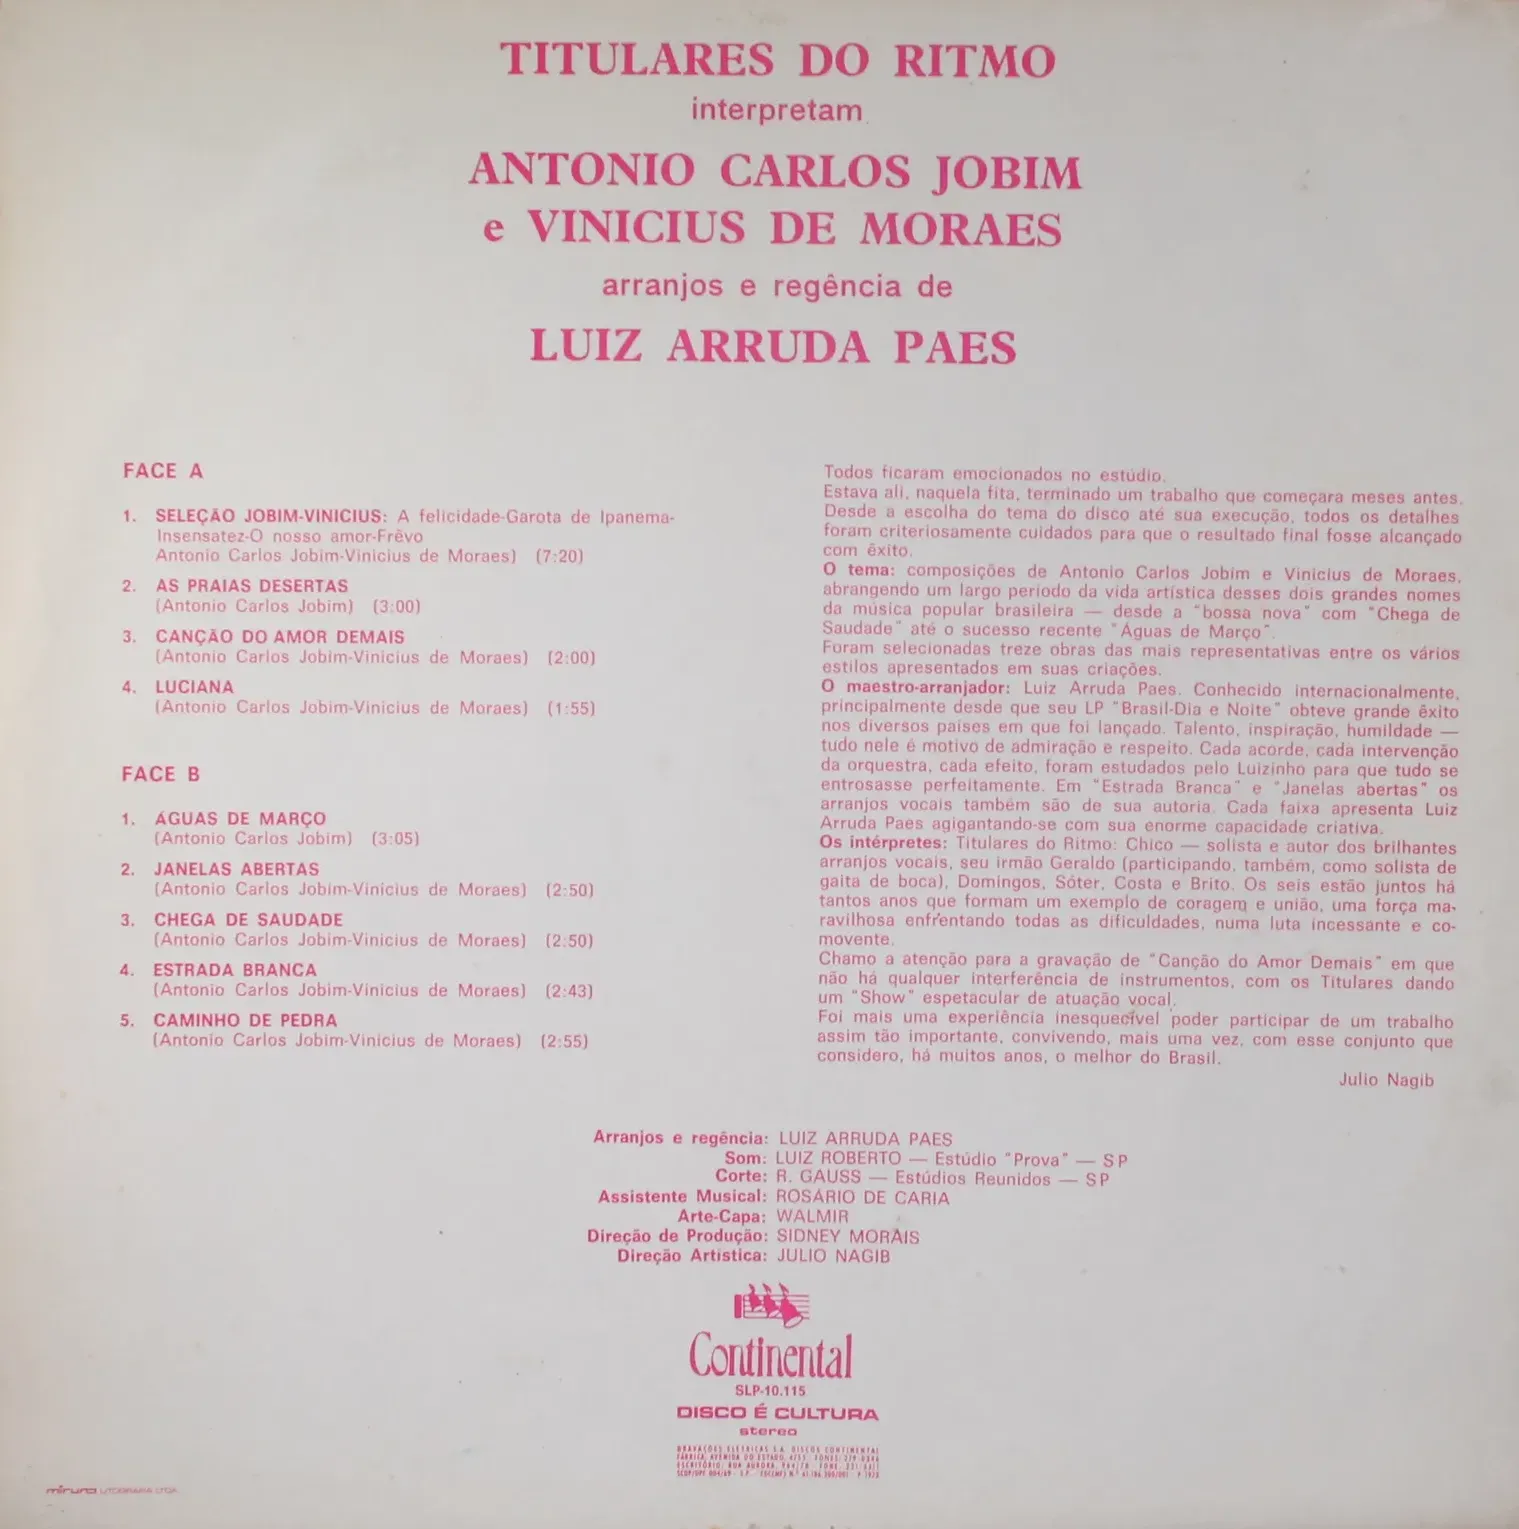 TITULARES DO RITMO
interpretam
ANTONIO CARLOS JOBIM
e VINICIUS DE MORAES
arranjos e regência de
LUIZ ARRUDA PAES
FACE A
1. SELEÇÃO JOBIM-VINICIUS: A felicidade-Garota de Ipanema-
Insensatez-O nosso amor-Frêvo
Antonio Carlos Jobim-Vinicius de Moraes) (7:20)
2. AS PRAIAS DESERTAS
(Antonio Carlos Jobim) (3:00)
3. CANÇÃO DO AMOR DEMAIS
(Antonio Carlos Jobim-Vinicius de Moraes) (2:00)
4. LUCIANA
(Antonio Carlos Jobim-Vinicius de Moraes) (1:55)
FACE B
1. ÁGUAS DE MARÇO
(Antonio Carlos Jobim) (3:05)
2. JANELAS ABERTAS
(Antonio Carlos Jobim-Vinicius de Moraes) (2:50)
3. CHEGA DE SAUDADE
(Antonio Carlos Jobim-Vinicius de Moraes) (2:50)
4. ESTRADA BRANCA
(Antonio Carlos Jobim-Vinicius de Moraes) (2:43)
5. CAMINHO DE PEDRA
(Antonio Carlos Jobim-Vinicius de Moraes) (2:55)
Todos ficaram emocionados no estúdio.
Estava ali, naquela fita, terminado um trabalho que começara meses antes.
Desde a escolha do tema do disco até sua execução, todos os detalhes
foram criteriosamente cuidados para que o resultado final fosse alcançado
com êxito.
O tema: composições de Antonio Carlos Jobim e Vinicius de Moraes,
abrangendo um largo periodo da vida artística desses dois grandes nomes
da música popular brasileira — desde a "bossa nova" com "Chega de
Saudade" até o sucesso recente "Águas de Março".
Foram selecionadas treze obras das mais representativas entre os vários
estilos apresentados em suas criações.
O maestro-arranjador: Luiz Arruda Paes. Conhecido internacionalmente,
principalmente desde que seu LP "Brasil-Dia e Noite" obteve grande êxito
nos diversos países em que foi lançado. Talento, inspiração, humildade —
tudo nele é motivo de admiração e respeito. Cada acorde, cada intervenção
da orquestra, cada efeito, foram estudados pelo Luizinho para que tudo se
entrosasse perfeitamente. Em "Estrada Branca" e "Janelas abertas" os
arranjos vocais também são de sua autoria. Cada faixa apresenta Luiz
Arruda Paes agigantando-se com sua enorme capacidade criativa.
Os intérpretes: Titulares do Ritmo: Chico — solista e autor dos brilhantes
arranjos vocais, seu irmão Geraldo (participando, também, como solista de
gaita de boca), Domingos, Sóter, Costa e Brito. Os seis estão juntos há
tantos anos que formam um exemplo de coragem e união, uma força ma-
ravilhosa enfrentando todas as dificuldades, numa luta incessante e co-
movente.
Chamo a atenção para a gravação de "Canção do Amor Demais" em que
não há qualquer interferência de instrumentos, com os Titulares dando
um "Show" espetacular de atuação vocal.
Foi mais uma experiência inesquecível poder participar de um trabalho
assim tão importante, convivendo, mais uma vez, com esse conjunto que
considero, há muitos anos, o melhor do Brasil.
Julio Nagib
Arranjos e regência: LUIZ ARRUDA PAES
Som: LUIZ ROBERTO — Estúdio "Prova" — SP
Corte: R. GAUSS — Estúdios Reunidos — SP
Assistente Musical: ROSÁRIO DE CARIA
Arte-Capa: WALMIR
Direção de Produção: SIDNEY MORAIS
Direção Artística: JULIO NAGIB
Continental
SLP-10.115
DISCO É CULTURA
stereo
GRAVAÇÕES ELÉTRICAS S.A. DISCOS CONTINENTAL
FÁBRICA: AVENIDA DO ESTADO, 4755
ESCRITÓRIO: RUA AURORA
LITOGRAFIA LTDA